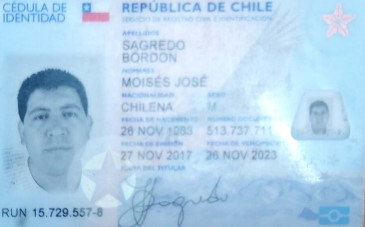 CÉDULA DE
IDENTIDAD
REPÚBLICA DE CHILE
SERVICIO DE REGISTRO CIVIL E IDENTIFICACIÓN
APELLIDOS
SAGREDO
BORDON
NOMBRES
MOISÉS JOSÉ
NACIONALIDAD SEXO
CHILENA M
FECHA DE NACIMIENTO NÚMERO DOCUMENTO
26 NOV 1983 513.737.711
FECHA DE EMISIÓN FECHA DE VENCIMIENTO
27 NOV 2017 26 NOV 2023
FIRMA DEL TITULAR
Sagredo
RUN 15.729.557-8